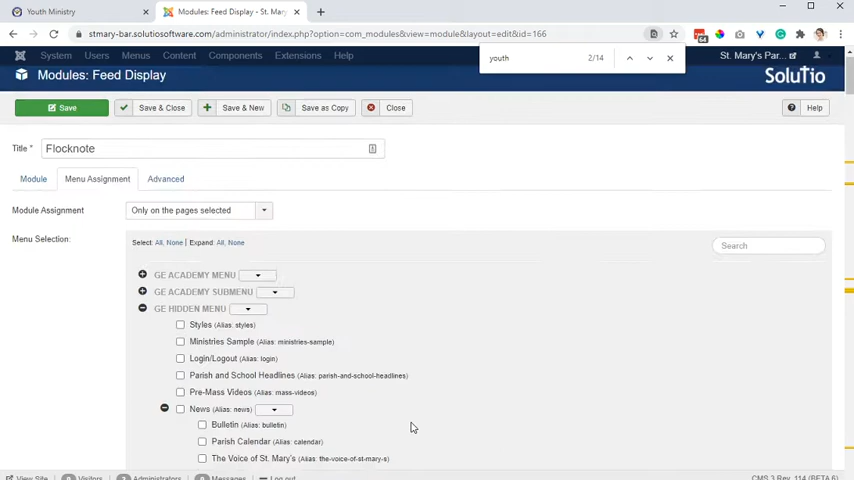 Youth Ministry
Modules: Feed Display - St. Mary's
stmary-bar.solutiosoftware.com/administrator/index.php?option=com_modules&view=module&layout=edit&id=166
youth 2/14
System Users Menus Content Components Extensions Help St. Mary's Par...
Modules: Feed Display
SOLUTIO
Save Save & Close Save & New Save as Copy Close Help
Title * Flocknote
Module Menu Assignment Advanced
Module Assignment Only on the pages selected
Menu Selection: Select: All, None | Expand: All, None Search
GE ACADEMY MENU
GE ACADEMY SUBMENU
GE HIDDEN MENU
Styles (Alias: styles)
Ministries Sample (Alias: ministries-sample)
Login/Logout (Alias: login)
Parish and School Headlines (Alias: parish-and-school-headlines)
Pre-Mass Videos (Alias: mass-videos)
News (Alias: news)
Bulletin (Alias: bulletin)
Parish Calendar (Alias: calendar)
The Voice of St. Mary's (Alias: the-voice-of-st-mary-s)
View Site 0 Visitors Administrators Messages Log out CMS 3 Rev. 114 (BETA 6)